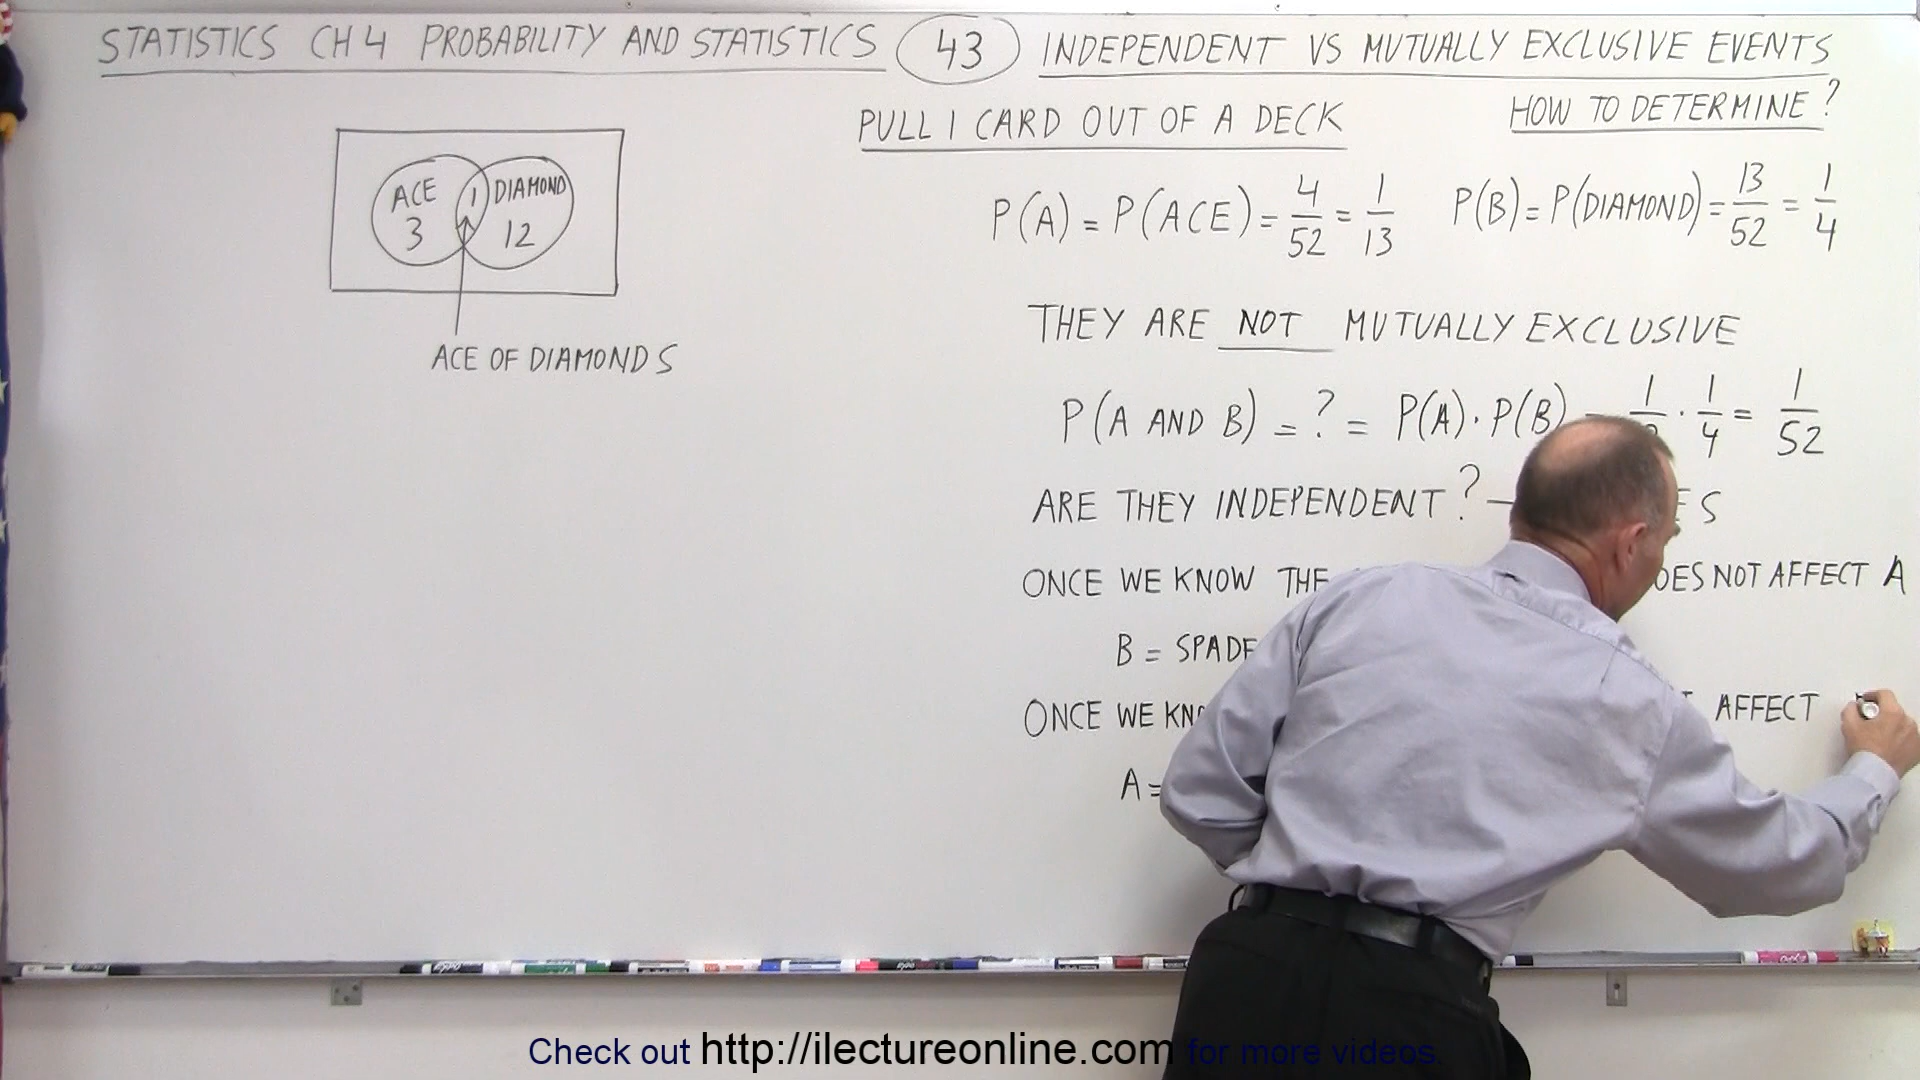 STATISTICS CH 4 PROBABILITY AND STATISTICS 43 INDEPENDENT VS MUTUALLY EXCLUSIVE EVENTS
HOW TO DETERMINE?
PULL 1 CARD OUT OF A DECK
ACE 3
1
DIAMOND 12
ACE OF DIAMONDS
P(A) = P(ACE) = 4/52 = 1/13
P(B) = P(DIAMOND) = 13/52 = 1/4
THEY ARE NOT MUTUALLY EXCLUSIVE
P(A AND B) = ? = P(A) · P(B) = 1/ · 1/4 = 1/52
ARE THEY INDEPENDENT? ES
ONCE WE KNOW THE OES NOT AFFECT A
B = SPADE
ONCE WE KNO AFFECT
A =
Check out http://ilectureonline.com for more videos.